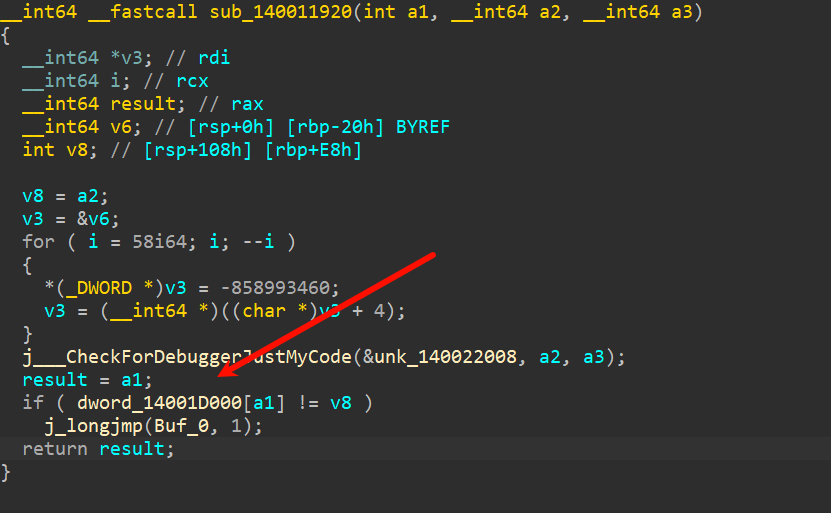 __int64 __fastcall sub_140011920(int a1, __int64 a2, __int64 a3)
{
  __int64 *v3; // rdi
  __int64 i; // rcx
  __int64 result; // rax
  __int64 v6; // [rsp+0h] [rbp-20h] BYREF
  int v8; // [rsp+108h] [rbp+E8h]

  v8 = a2;
  v3 = &v6;
  for ( i = 58i64; i; --i )
  {
    *(_DWORD *)v3 = -858993460;
    v3 = (__int64 *)((char *)v3 + 4);
  }
  j___CheckForDebuggerJustMyCode(&unk_140022008, a2, a3);
  result = a1;
  if ( dword_14001D000[a1] != v8 )
    j_longjmp(Buf_0, 1);
  return result;
}